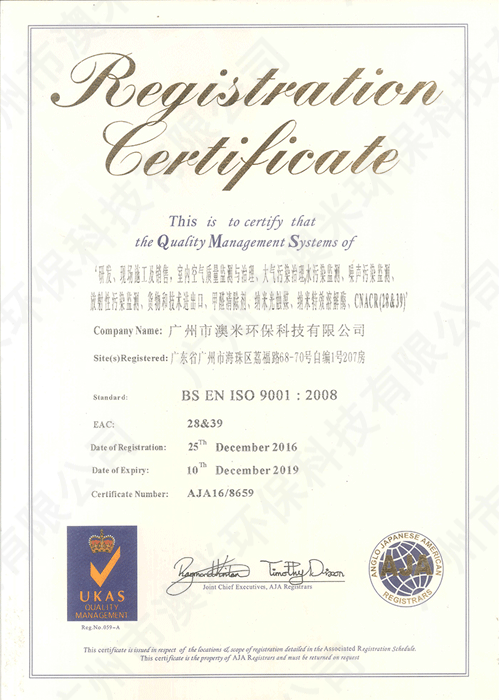 Registration
Certificate
This is to certify that
the Quality Management Systems of
'研发、现场施工及销售，室内空气质量监测与治理、大气污染治理水污染监测、噪声污染监测、
放射性污染监测、货物和技术进出口、甲醛清除剂、纳米光触媒、纳米特效溶解酶、CNACR(28&39)'
Company Name: 广州市澳米环保科技有限公司
Site(s)Registered: 广东省广州市海珠区荔福路68-70号自编1号207房
Standard: BS EN ISO 9001 : 2008
EAC: 28&39
Date of Registration: 25Th December 2016
Date of Expiry: 10Th December 2019
Certificate Number: AJA16/8659
UKAS
QUALITY
MANAGEMENT
Reg.No 059-A
Timothy Dixon
Joint Chief Executives, AJA Registrars
ANGLO JAPANESE AMERICAN
AJA
REGISTRARS
This certificate is issued in respect of the locations & scope of registration detailed in the Associated Registration Schedule.
This certificate is the property of AJA Registrars and must be returned on request